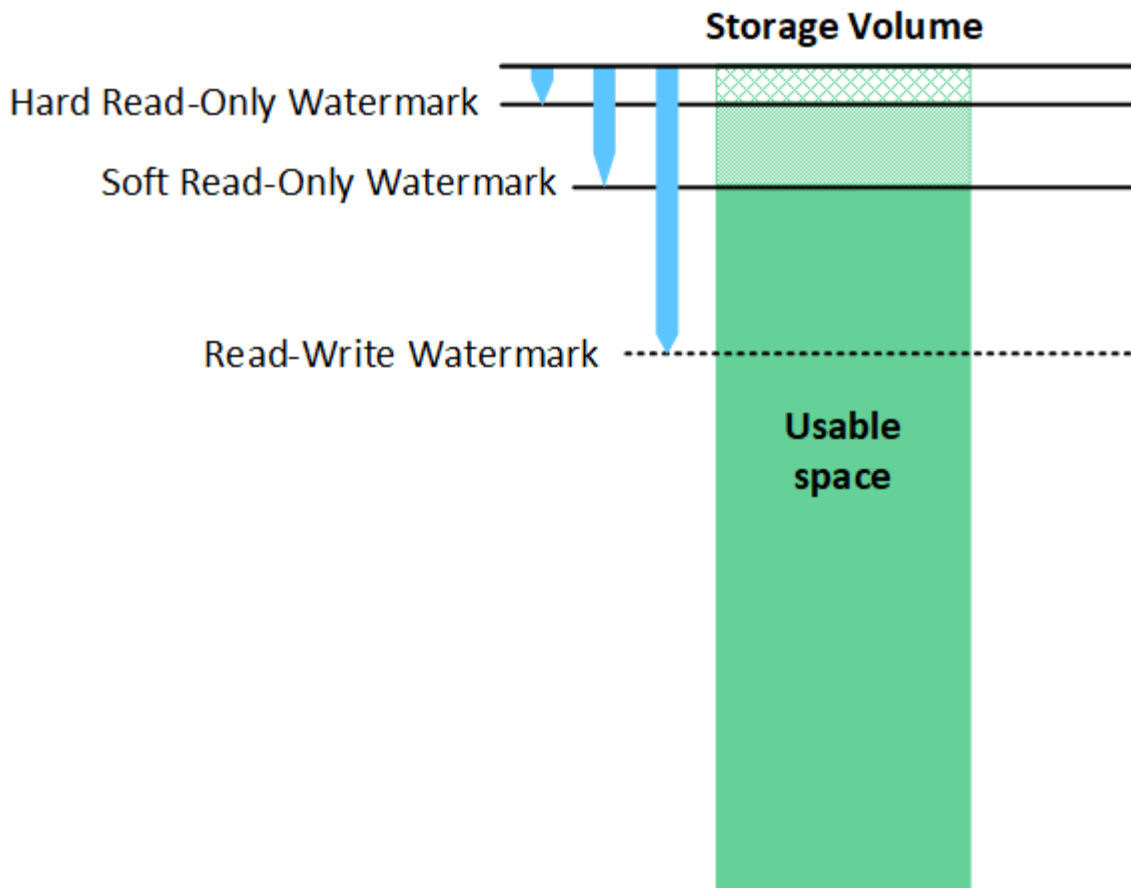 Storage Volume
Hard Read-Only Watermark
Soft Read-Only Watermark
Read-Write Watermark
Usable
space